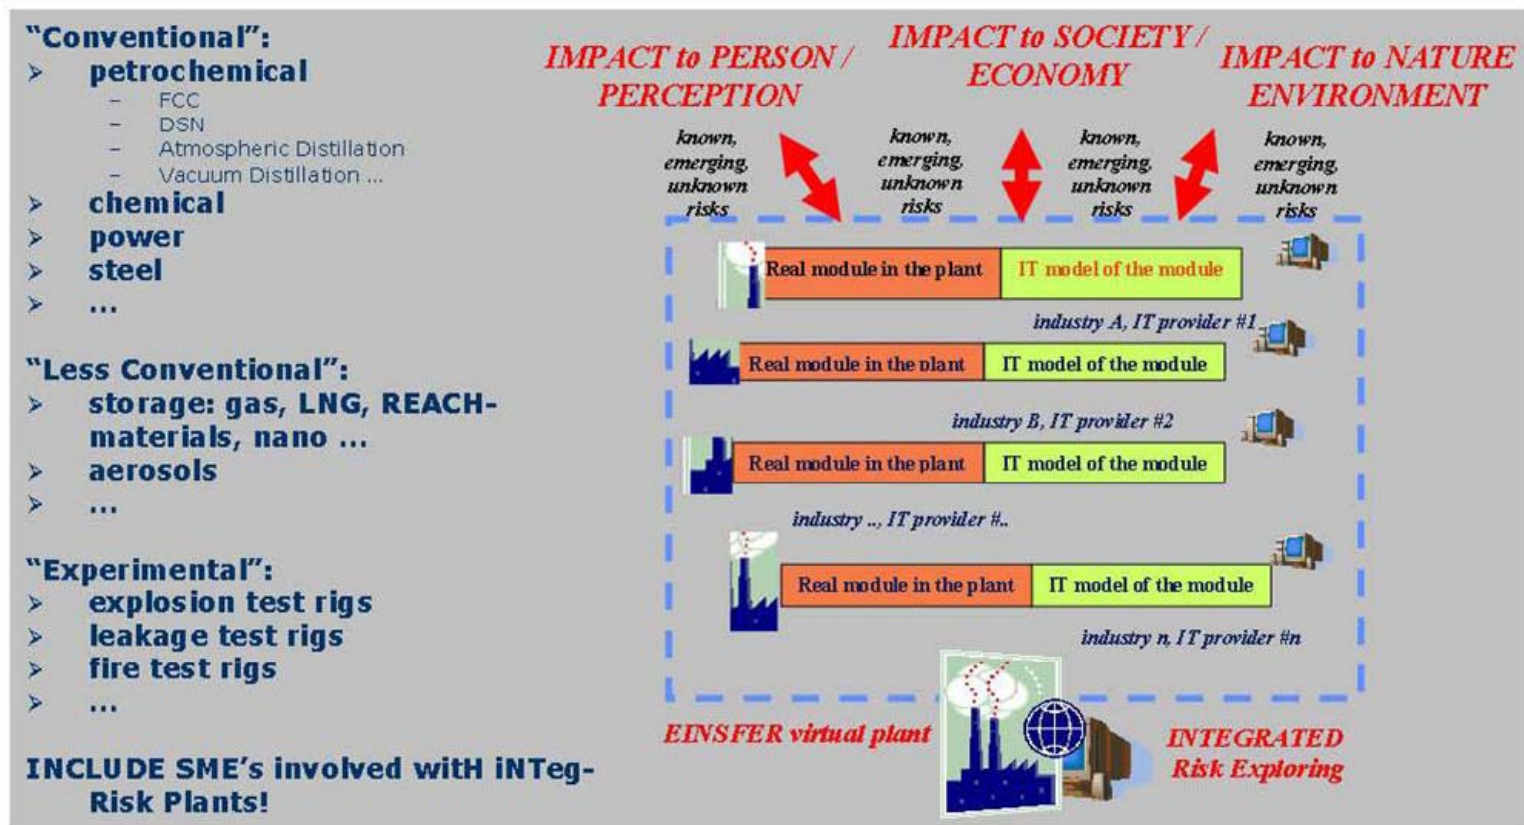 “Conventional”:
➢ petrochemical
– FCC
– DSN
– Atmospheric Distillation
– Vacuum Distillation ...
➢ chemical
➢ power
➢ steel
➢ ...
“Less Conventional”:
➢ storage: gas, LNG, REACH-
materials, nano ...
➢ aerosols
➢ ...
“Experimental”:
➢ explosion test rigs
➢ leakage test rigs
➢ fire test rigs
➢ ...
INCLUDE SME’s involved witH iNTeg-
Risk Plants!
IMPACT to PERSON /
PERCEPTION
IMPACT to SOCIETY /
ECONOMY
IMPACT to NATURE
ENVIRONMENT
known,
emerging,
unknown
risks
known,
emerging,
unknown
risks
known,
emerging,
unknown
risks
known,
emerging,
unknown
risks
Real module in the plant
IT model of the module
industry A, IT provider #1
Real module in the plant
IT model of the module
industry B, IT provider #2
Real module in the plant
IT model of the module
industry .., IT provider #..
Real module in the plant
IT model of the module
industry n, IT provider #n
EINSFER virtual plant
INTEGRATED
Risk Exploring